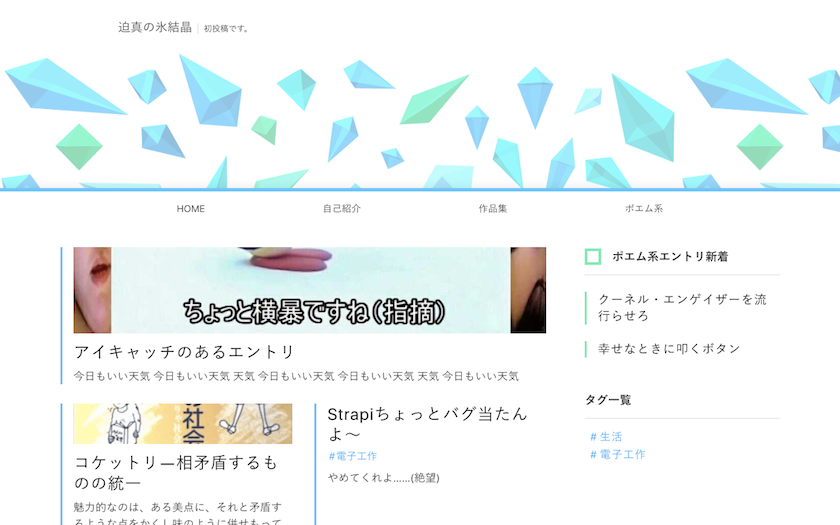 迫真の氷結晶 初投稿です。
HOME 自己紹介 作品集 ポエム系
ちょっと横暴ですね(指摘)
アイキャッチのあるエントリ
今日もいい天気 今日もいい天気 天気 今日もいい天気 今日もいい天気 天気 今日もいい天気
社会
コケットリー—相矛盾するも
のの統一
魅力的なのは、ある美点に、それと矛盾す
るような点をかくし味のように併せもって
Strapiちょっとバグ当たん
よ〜
#電子工作
やめてくれよ……(絶望)
ポエム系エントリ新着
クーネル・エンゲイザーを流
行らせろ
幸せなときに叩くボタン
タグ一覧
# 生活
# 電子工作